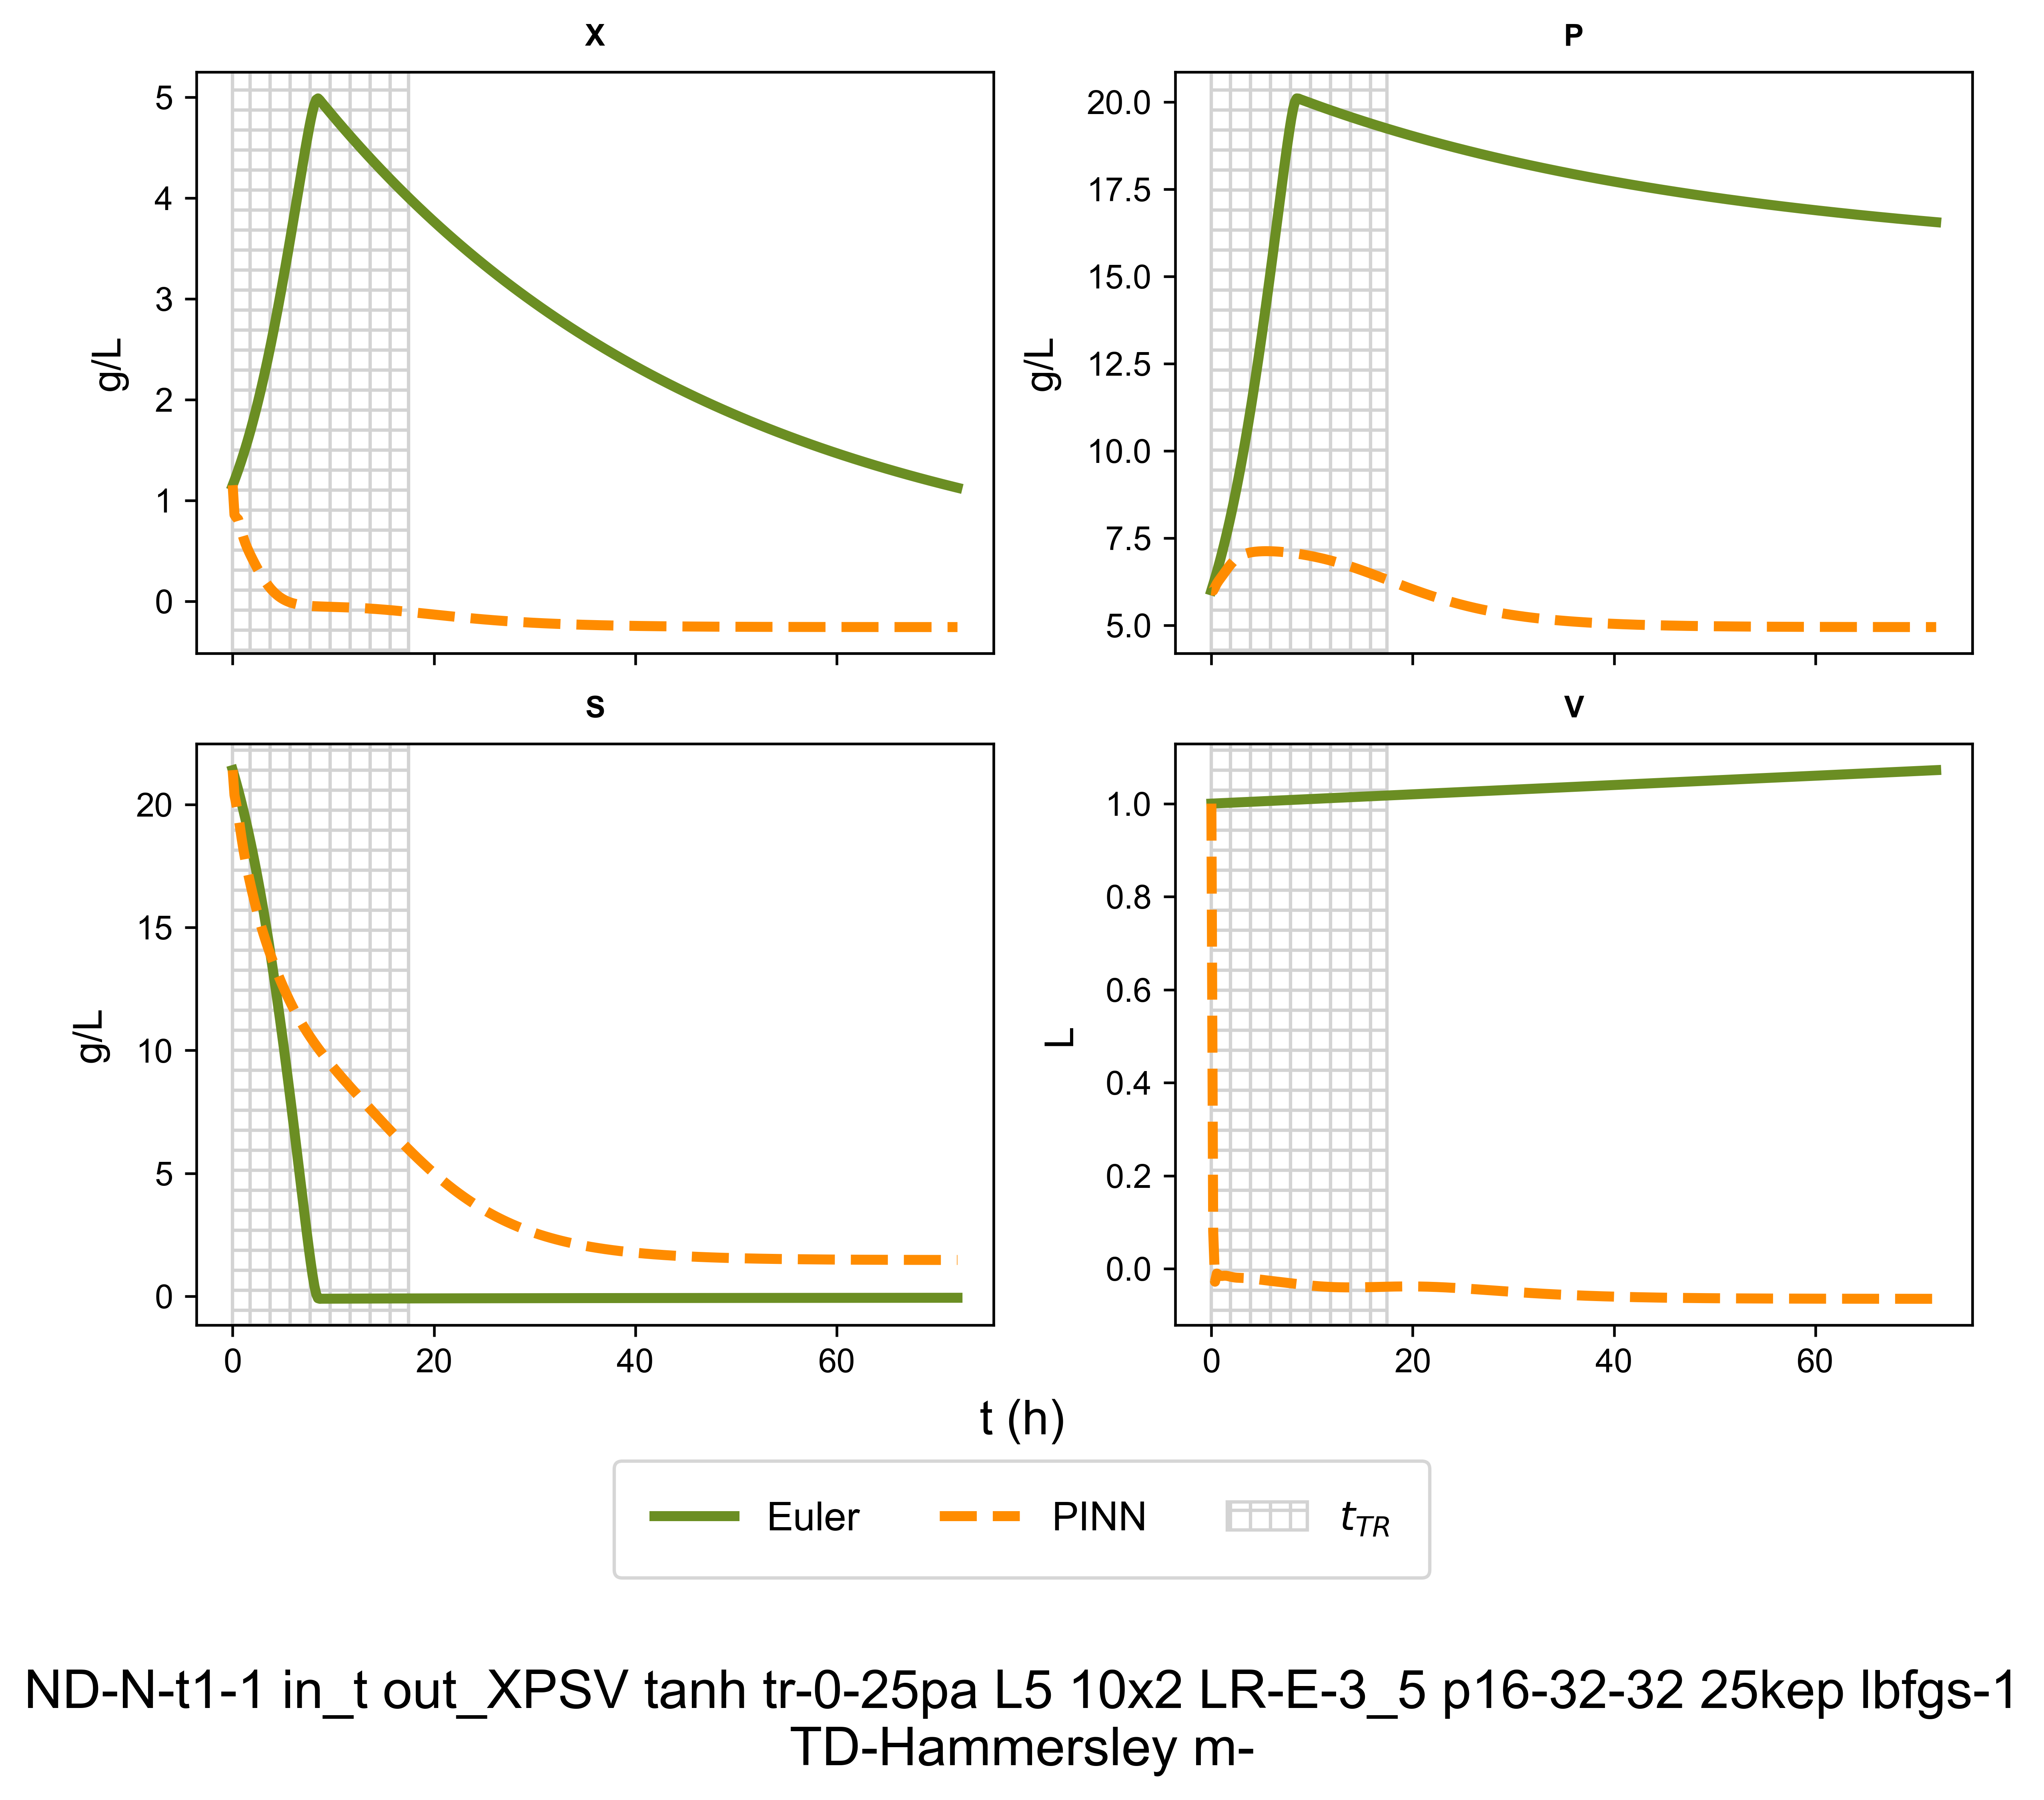 X
P
5
4
3
2
1
0
g/L
20.0
17.5
15.0
12.5
10.0
7.5
5.0
g/L
S
V
20
15
10
5
0
g/L
1.0
0.8
0.6
0.4
0.2
0.0
L
0 20 40 60
0 20 40 60
t (h)
Euler PINN t_TR
ND-N-t1-1 in_t out_XPSV tanh tr-0-25pa L5 10x2 LR-E-3_5 p16-32-32 25kep lbfgs-1
TD-Hammersley m-